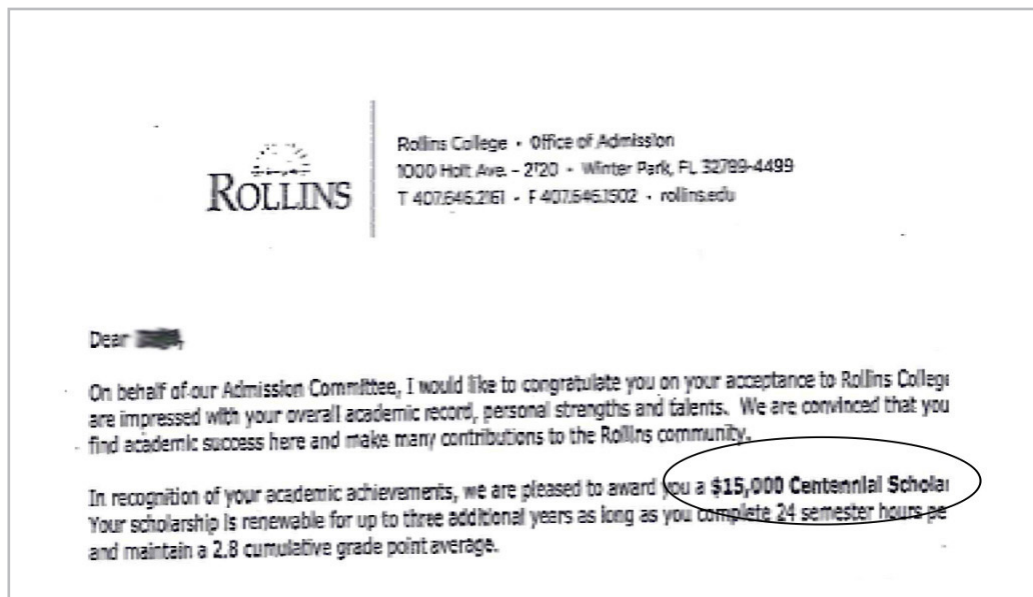 ROLLINS
Rollins College • Office of Admission
1000 Holt Ave. – 2720 • Winter Park, FL 32789-4499
T 407.646.2161 • F 407.646.1502 • rollins.edu
Dear
On behalf of our Admission Committee, I would like to congratulate you on your acceptance to Rollins College
are impressed with your overall academic record, personal strengths and talents. We are convinced that you
find academic success here and make many contributions to the Rollins community.
In recognition of your academic achievements, we are pleased to award you a $15,000 Centennial Scholar
Your scholarship is renewable for up to three additional years as long as you complete 24 semester hours pe
and maintain a 2.8 cumulative grade point average.